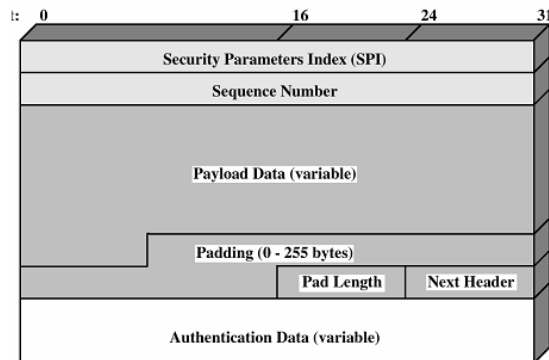 t: 0 16 24 31
Security Parameters Index (SPI)
Sequence Number
Payload Data (variable)
Padding (0 - 255 bytes)
Pad Length Next Header
Authentication Data (variable)